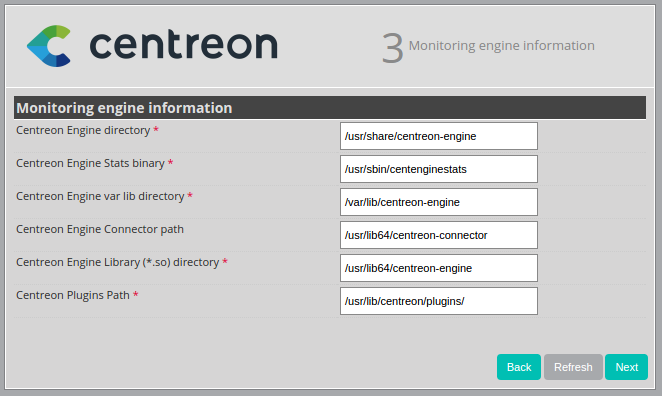 centreon
3 Monitoring engine information
Monitoring engine information
Centreon Engine directory * /usr/share/centreon-engine
Centreon Engine Stats binary * /usr/sbin/centenginestats
Centreon Engine var lib directory * /var/lib/centreon-engine
Centreon Engine Connector path /usr/lib64/centreon-connector
Centreon Engine Library (*.so) directory * /usr/lib64/centreon-engine
Centreon Plugins Path * /usr/lib/centreon/plugins/
Back Refresh Next